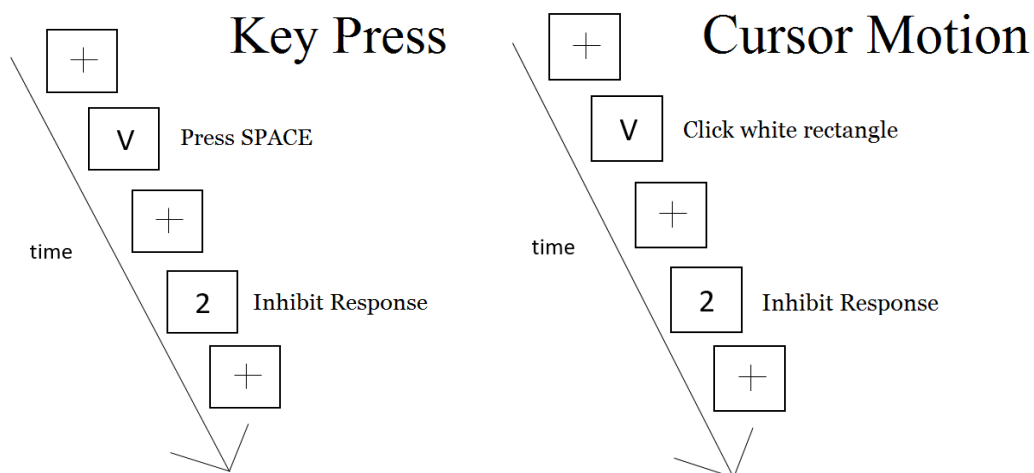 Key Press
V
Press SPACE
time
2
Inhibit Response
Cursor Motion
V
Click white rectangle
time
2
Inhibit Response